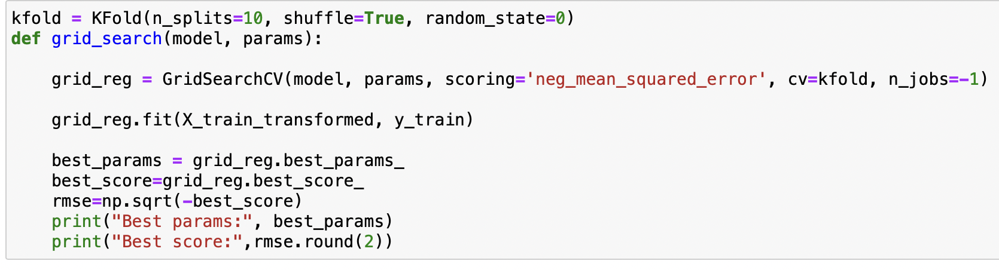 kfold = KFold(n_splits=10, shuffle=True, random_state=0)
def grid_search(model, params):
    grid_reg = GridSearchCV(model, params, scoring='neg_mean_squared_error', cv=kfold, n_jobs=-1)
    grid_reg.fit(X_train_transformed, y_train)
    best_params = grid_reg.best_params_
    best_score=grid_reg.best_score_
    rmse=np.sqrt(-best_score)
    print("Best params:", best_params)
    print("Best score:",rmse.round(2))